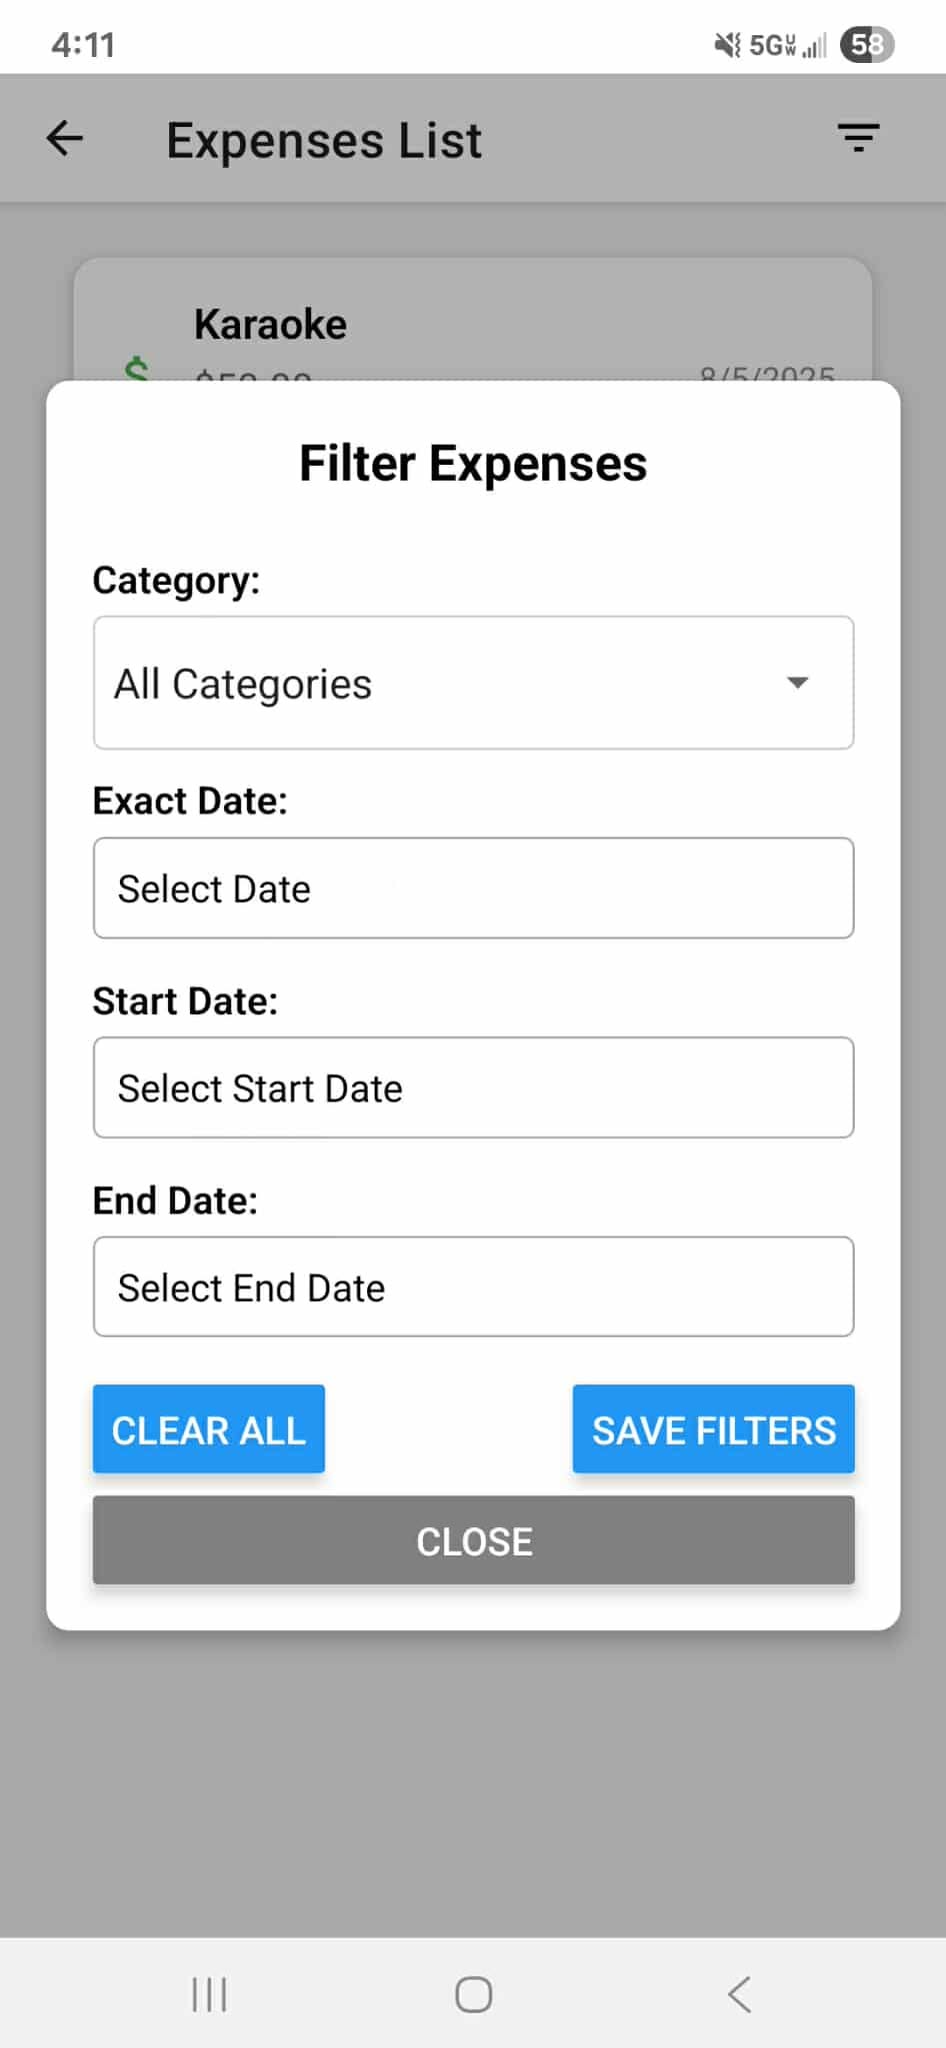 4:11
5G 58
Expenses List
Karaoke
8/5/2025
Filter Expenses
Category:
All Categories
Exact Date:
Select Date
Start Date:
Select Start Date
End Date:
Select End Date
CLEAR ALL SAVE FILTERS
CLOSE